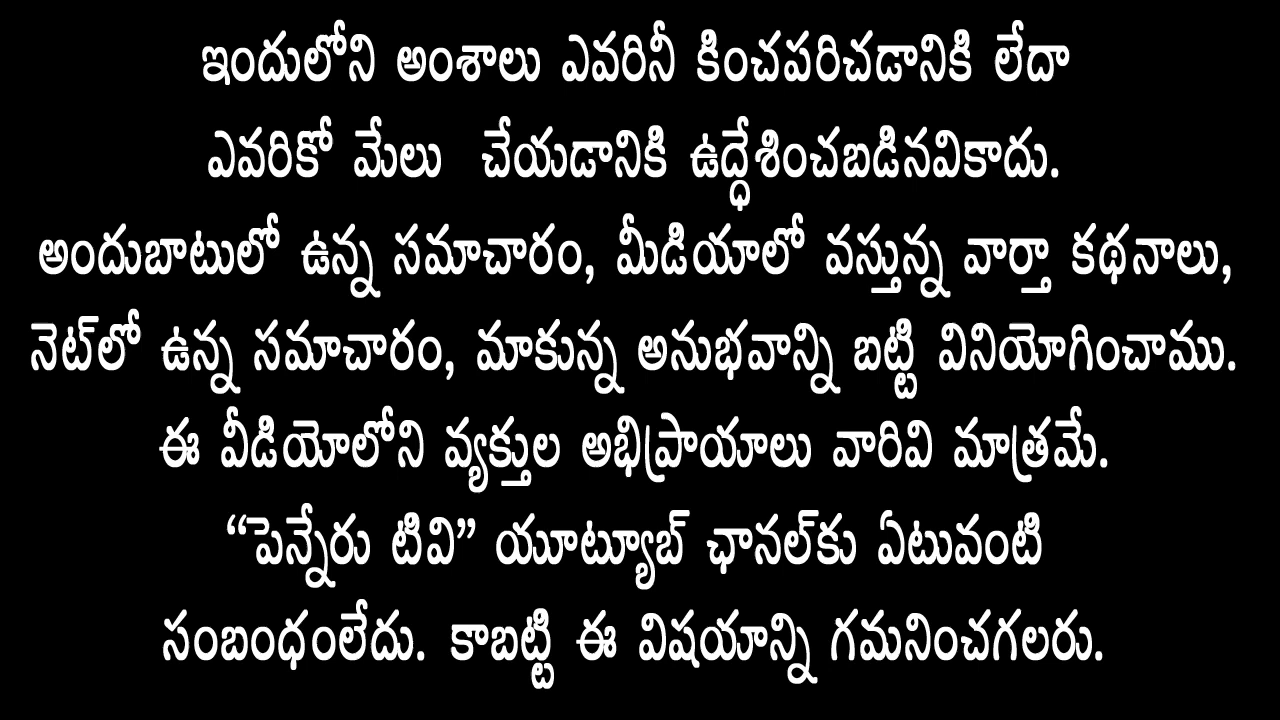 ఇందులోని అంశాలు ఎవరినీ కించపరిచడానికి లేదా
ఎవరికో మేలు చేయడానికి ఉద్ధేశించబడినవికాదు.
అందుబాటులో ఉన్న సమాచారం, మీడియాలో వస్తున్న వార్తా కథనాలు,
నెట్‌లో ఉన్న సమాచారం, మాకున్న అనుభవాన్ని బట్టి వినియోగించాము.
ఈ వీడియోలోని వ్యక్తుల అభిప్రాయాలు వారివి మాత్రమే.
“పెన్నేరు టివి” యూట్యూబ్ ఛానల్‌కు ఏటువంటి
సంబంధంలేదు. కాబట్టి ఈ విషయాన్ని గమనించగలరు.